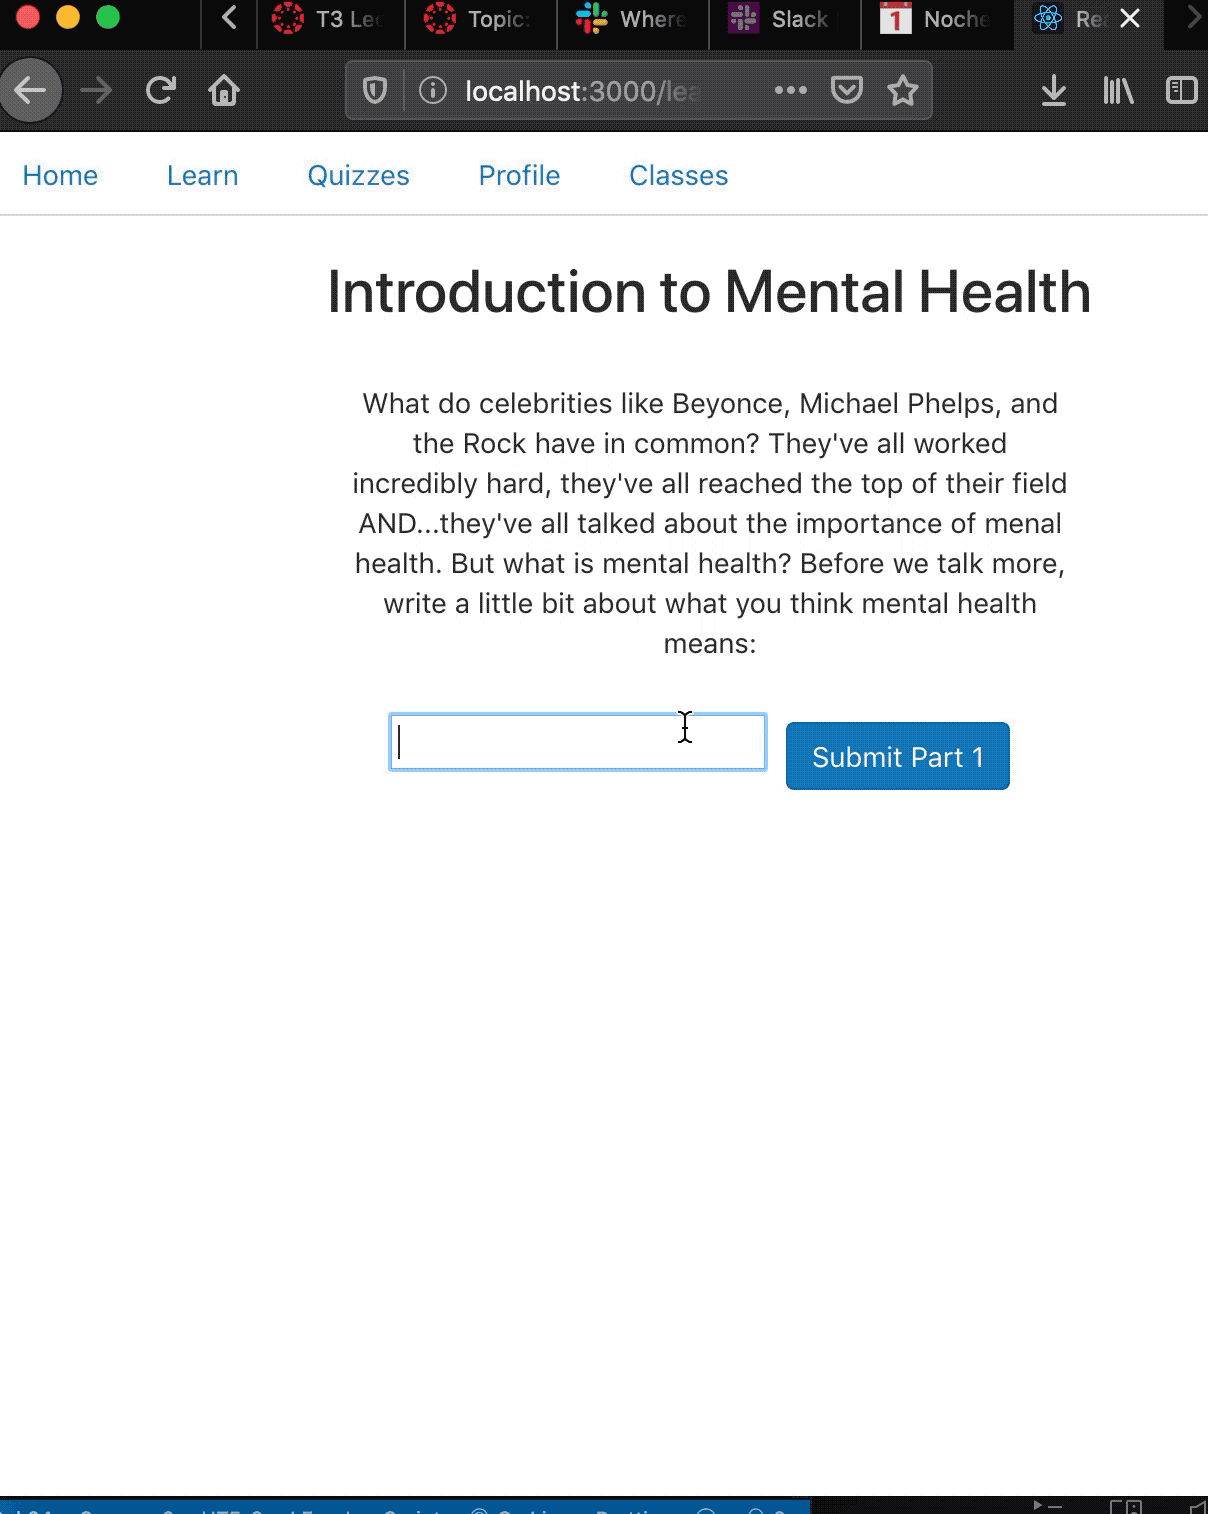 T3 Le
Topic:
Where
Slack
1
Noche
Re
localhost:3000/lea
Home
Learn
Quizzes
Profile
Classes
Introduction to Mental Health
What do celebrities like Beyonce, Michael Phelps, and
the Rock have in common? They've all worked
incredibly hard, they've all reached the top of their field
AND...they've all talked about the importance of menal
health. But what is mental health? Before we talk more,
write a little bit about what you think mental health
means:
Submit Part 1